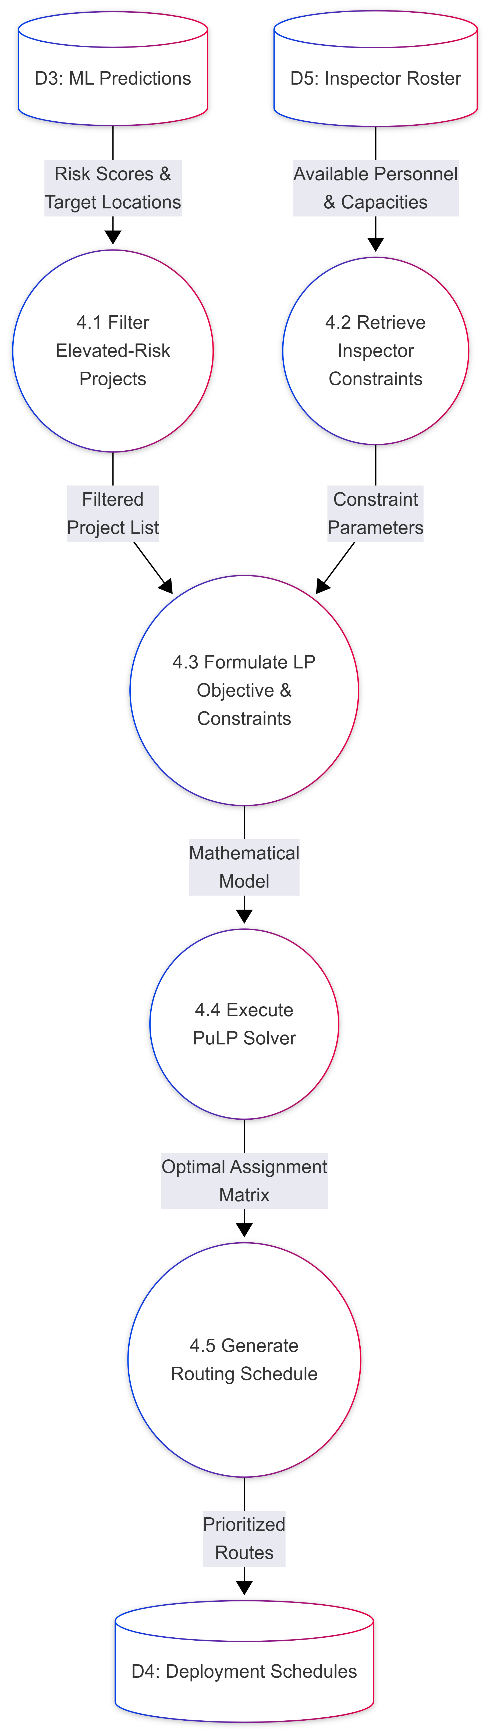 D3: ML Predictions
D5: Inspector Roster
Risk Scores &
Target Locations
Available Personnel
& Capacities
4.1 Filter
Elevated-Risk
Projects
4.2 Retrieve
Inspector
Constraints
Filtered
Project List
Constraint
Parameters
4.3 Formulate LP
Objective &
Constraints
Mathematical
Model
4.4 Execute
PuLP Solver
Optimal Assignment
Matrix
4.5 Generate
Routing Schedule
Prioritized
Routes
D4: Deployment Schedules